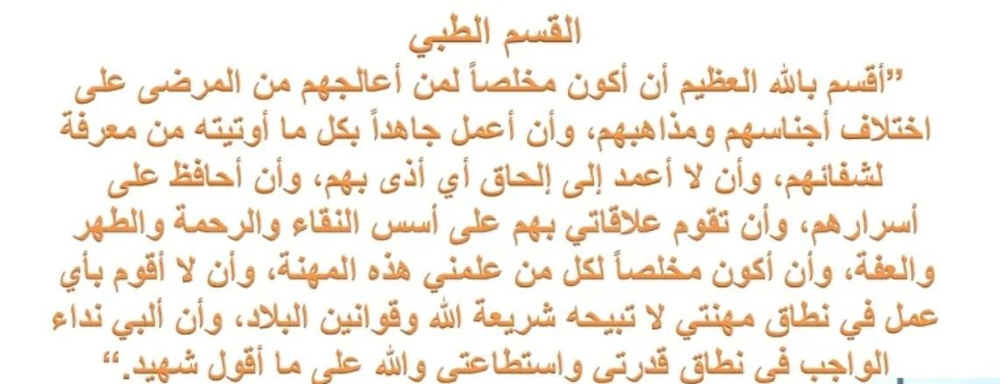 القسم الطبي
”أقسم بالله العظيم أن أكون مخلصاً لمن أعالجهم من المرضى على
اختلاف أجناسهم ومذاهبهم، وأن أعمل جاهداً بكل ما أوتيته من معرفة
لشفائهم، وأن لا أعمد إلى إلحاق أي أذى بهم، وأن أحافظ على
أسرارهم، وأن تقوم علاقاتي بهم على أسس النقاء والرحمة والطهر
والعفة، وأن أكون مخلصاً لكل من علمني هذه المهنة، وأن لا أقوم بأي
عمل في نطاق مهنتي لا تبيحه شريعة الله وقوانين البلاد، وأن ألبي نداء
الواجب في نطاق قدرتي واستطاعتي والله على ما أقول شهيد.“